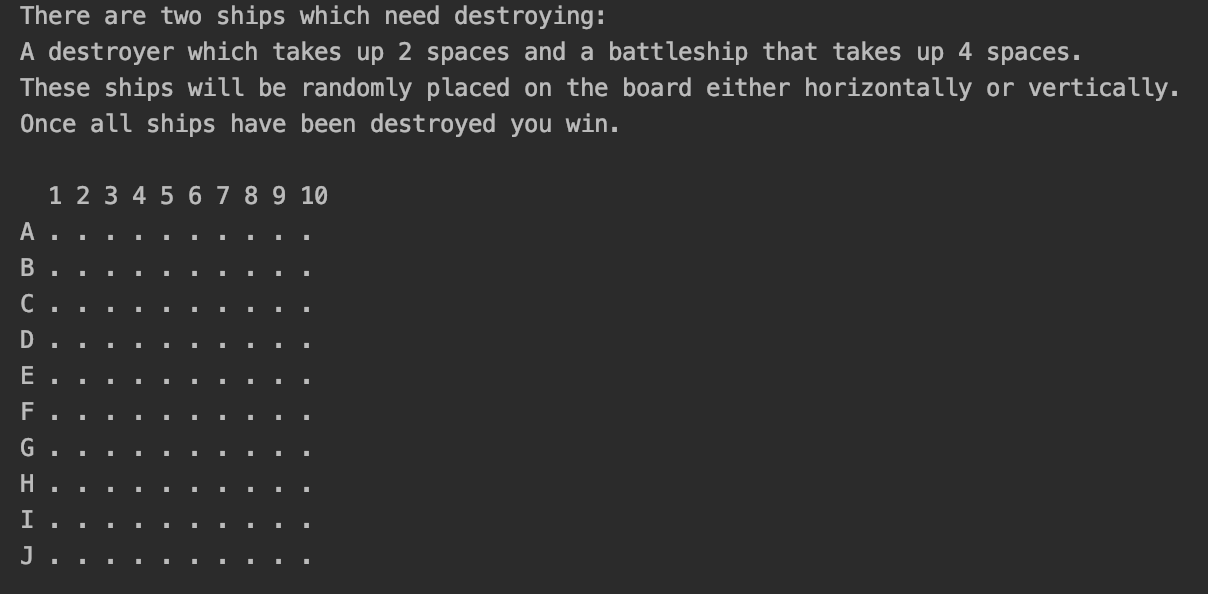 There are two ships which need destroying:
A destroyer which takes up 2 spaces and a battleship that takes up 4 spaces.
These ships will be randomly placed on the board either horizontally or vertically.
Once all ships have been destroyed you win.

  1 2 3 4 5 6 7 8 9 10
A . . . . . . . . . .
B . . . . . . . . . .
C . . . . . . . . . .
D . . . . . . . . . .
E . . . . . . . . . .
F . . . . . . . . . .
G . . . . . . . . . .
H . . . . . . . . . .
I . . . . . . . . . .
J . . . . . . . . . .